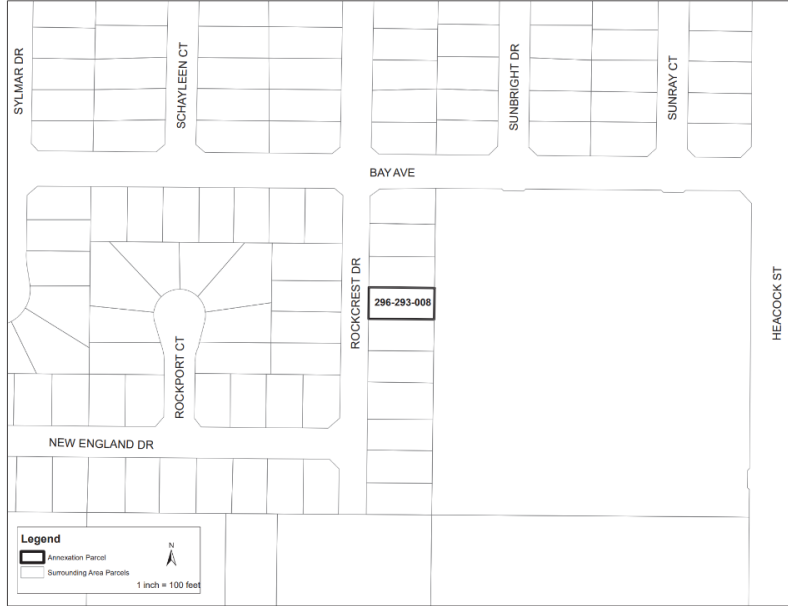 SYLMAR DR
SCHAYLEEN CT
SUNBRIGHT DR
SUNRAY CT
BAY AVE
ROCKCREST DR
296-293-008
HEACOCK ST
ROCKPORT CT
NEW ENGLAND DR
Legend
Annexation Parcel
Surrounding Area Parcels
N
1 inch = 100 feet